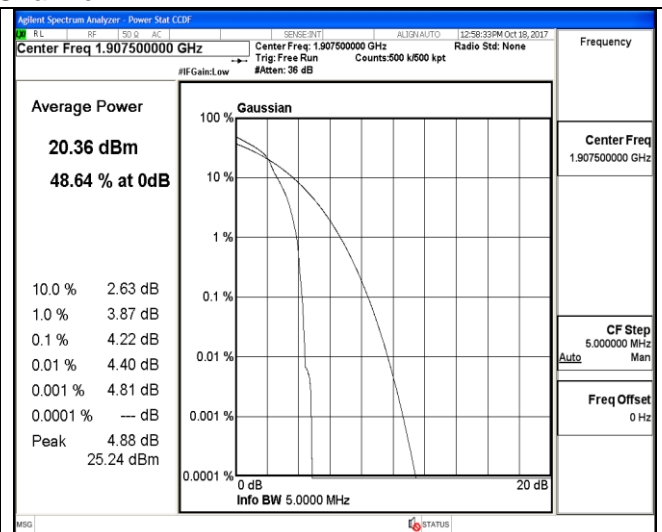 Agilent Spectrum Analyzer - Power Stat CCDF
RL RF 50 Ω AC SENSE:INT ALIGN AUTO 12:58:33 PM Oct 18, 2017
Center Freq 1.907500000 GHz
Center Freq: 1.907500000 GHz
Radio Std: None
Trig: Free Run Counts:500 k/500 kpt
#IFGain:Low #Atten: 36 dB
Frequency
Average Power
20.36 dBm
48.64 % at 0dB
10.0 % 2.63 dB
1.0 % 3.87 dB
0.1 % 4.22 dB
0.01 % 4.40 dB
0.001 % 4.81 dB
0.0001 % --- dB
Peak 4.88 dB
25.24 dBm
Gaussian
100 %
10 %
1 %
0.1 %
0.01 %
0.001 %
0.0001 %
0 dB 20 dB
Info BW 5.0000 MHz
Center Freq
1.907500000 GHz
CF Step
5.000000 MHz
Auto Man
Freq Offset
0 Hz
MSG STATUS